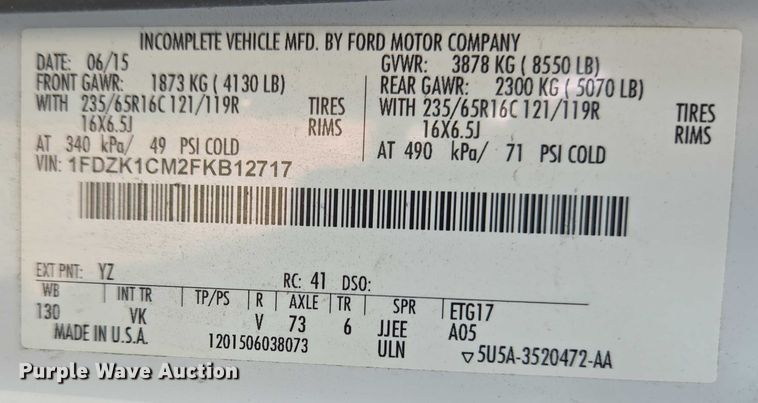 INCOMPLETE VEHICLE MFD. BY FORD MOTOR COMPANY
DATE: 06/15 GVWR: 3878 KG ( 8550 LB)
FRONT GAWR: 1873 KG ( 4130 LB) REAR GAWR: 2300 KG ( 5070 LB)
WITH 235/65R16C 121/119R TIRES WITH 235/65R16C 121/119R TIRES
16X6.5J RIMS 16X6.5J RIMS
AT 340 kPa/ 49 PSI COLD AT 490 kPa/ 71 PSI COLD
VIN: 1FDZK1CM2FKB12717
EXT PNT: YZ RC: 41 DSO:
WB INT TR TP/PS R AXLE TR SPR ETG17
130 VK V 73 6 JJEE A05
MADE IN U.S.A. 1201506038073 ULN ▽5U5A-3520472-AA
Purple Wave Auction